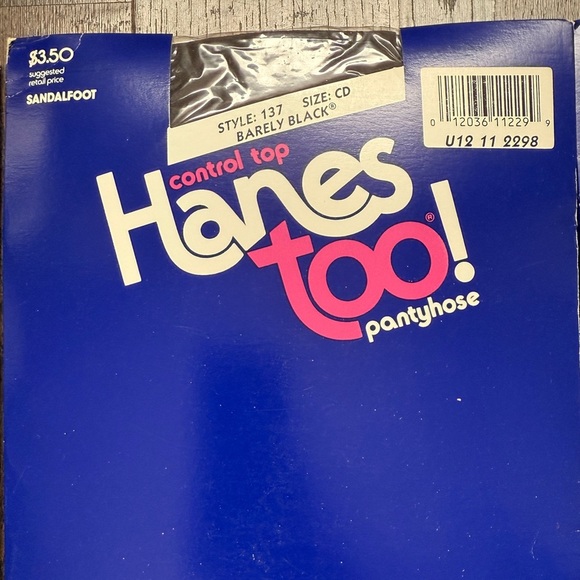 $3.50
suggested
retail price
SANDALFOOT
STYLE: 137 SIZE: CD
BARELY BLACK®
0 12036 11229 9
U12 11 2298
control top
Hanes
too!®
pantyhose